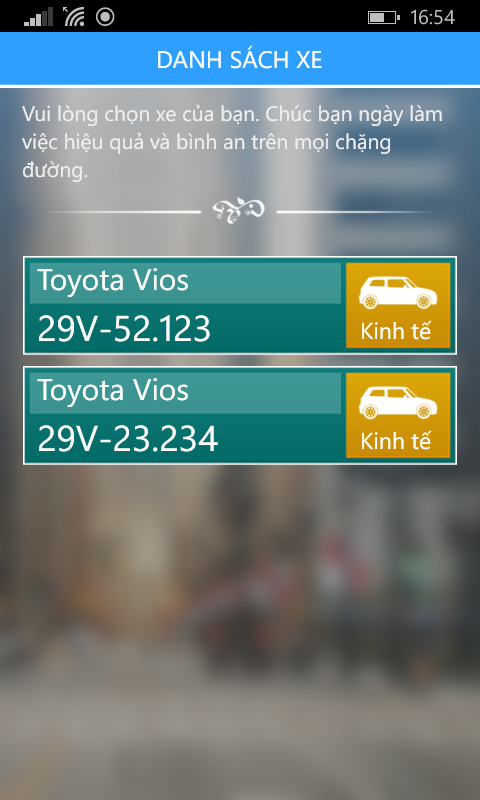 16:54
DANH SÁCH XE
Vui lòng chọn xe của bạn. Chúc bạn ngày làm
việc hiệu quả và bình an trên mọi chặng
đường.
Toyota Vios
29V-52.123
Kinh tế
Toyota Vios
29V-23.234
Kinh tế